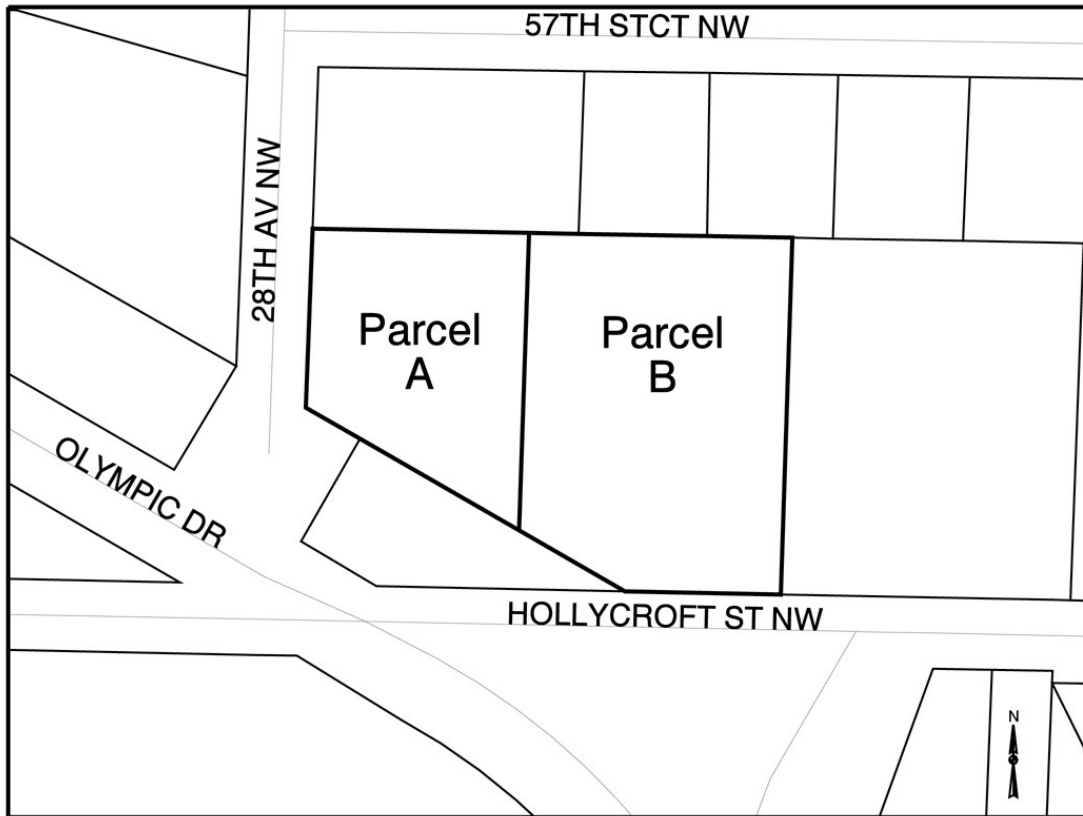 57TH STCT NW
28TH AV NW
Parcel
A
Parcel
B
OLYMPIC DR
HOLLYCROFT ST NW
N